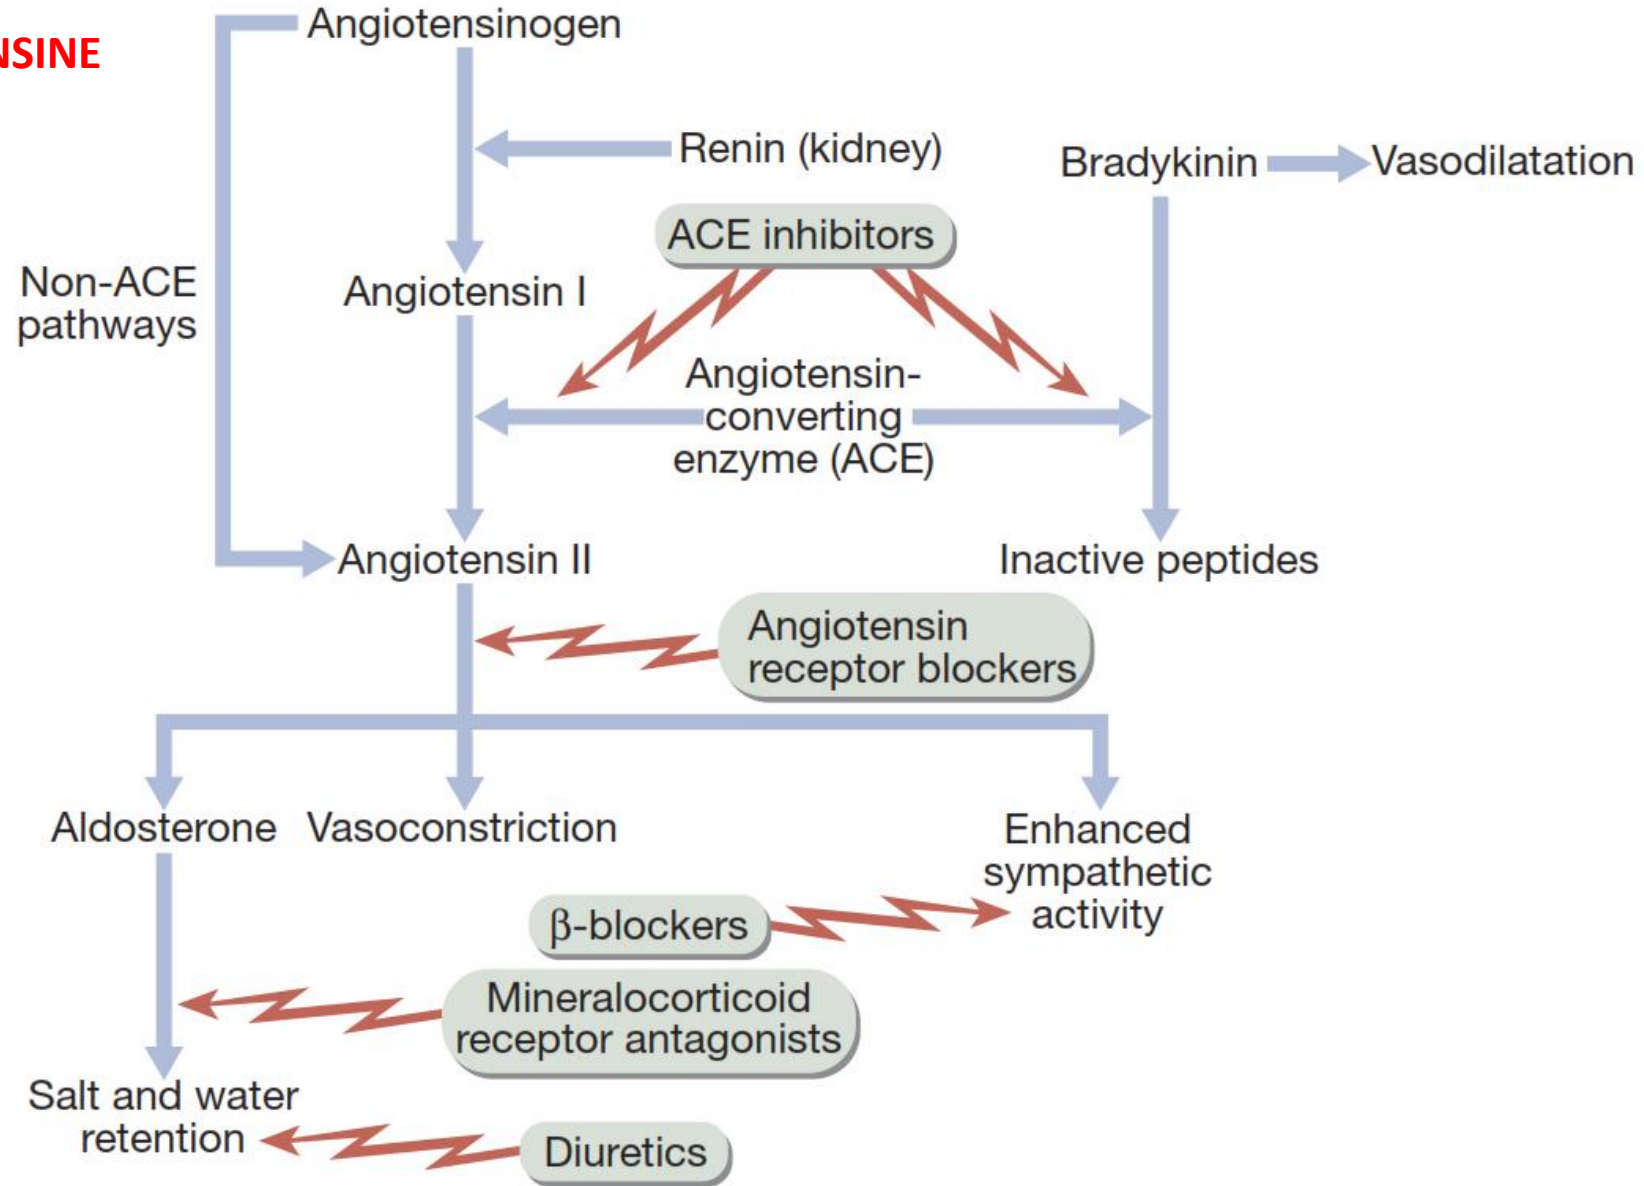 Angiotensinogen
NSINE
Renin (kidney)
Bradykinin
Vasodilatation
ACE inhibitors
Non-ACE
pathways
Angiotensin I
Angiotensin-
converting
enzyme (ACE)
Angiotensin II
Inactive peptides
Angiotensin
receptor blockers
Aldosterone
Vasoconstriction
Enhanced
sympathetic
activity
β-blockers
Mineralocorticoid
receptor antagonists
Salt and water
retention
Diuretics